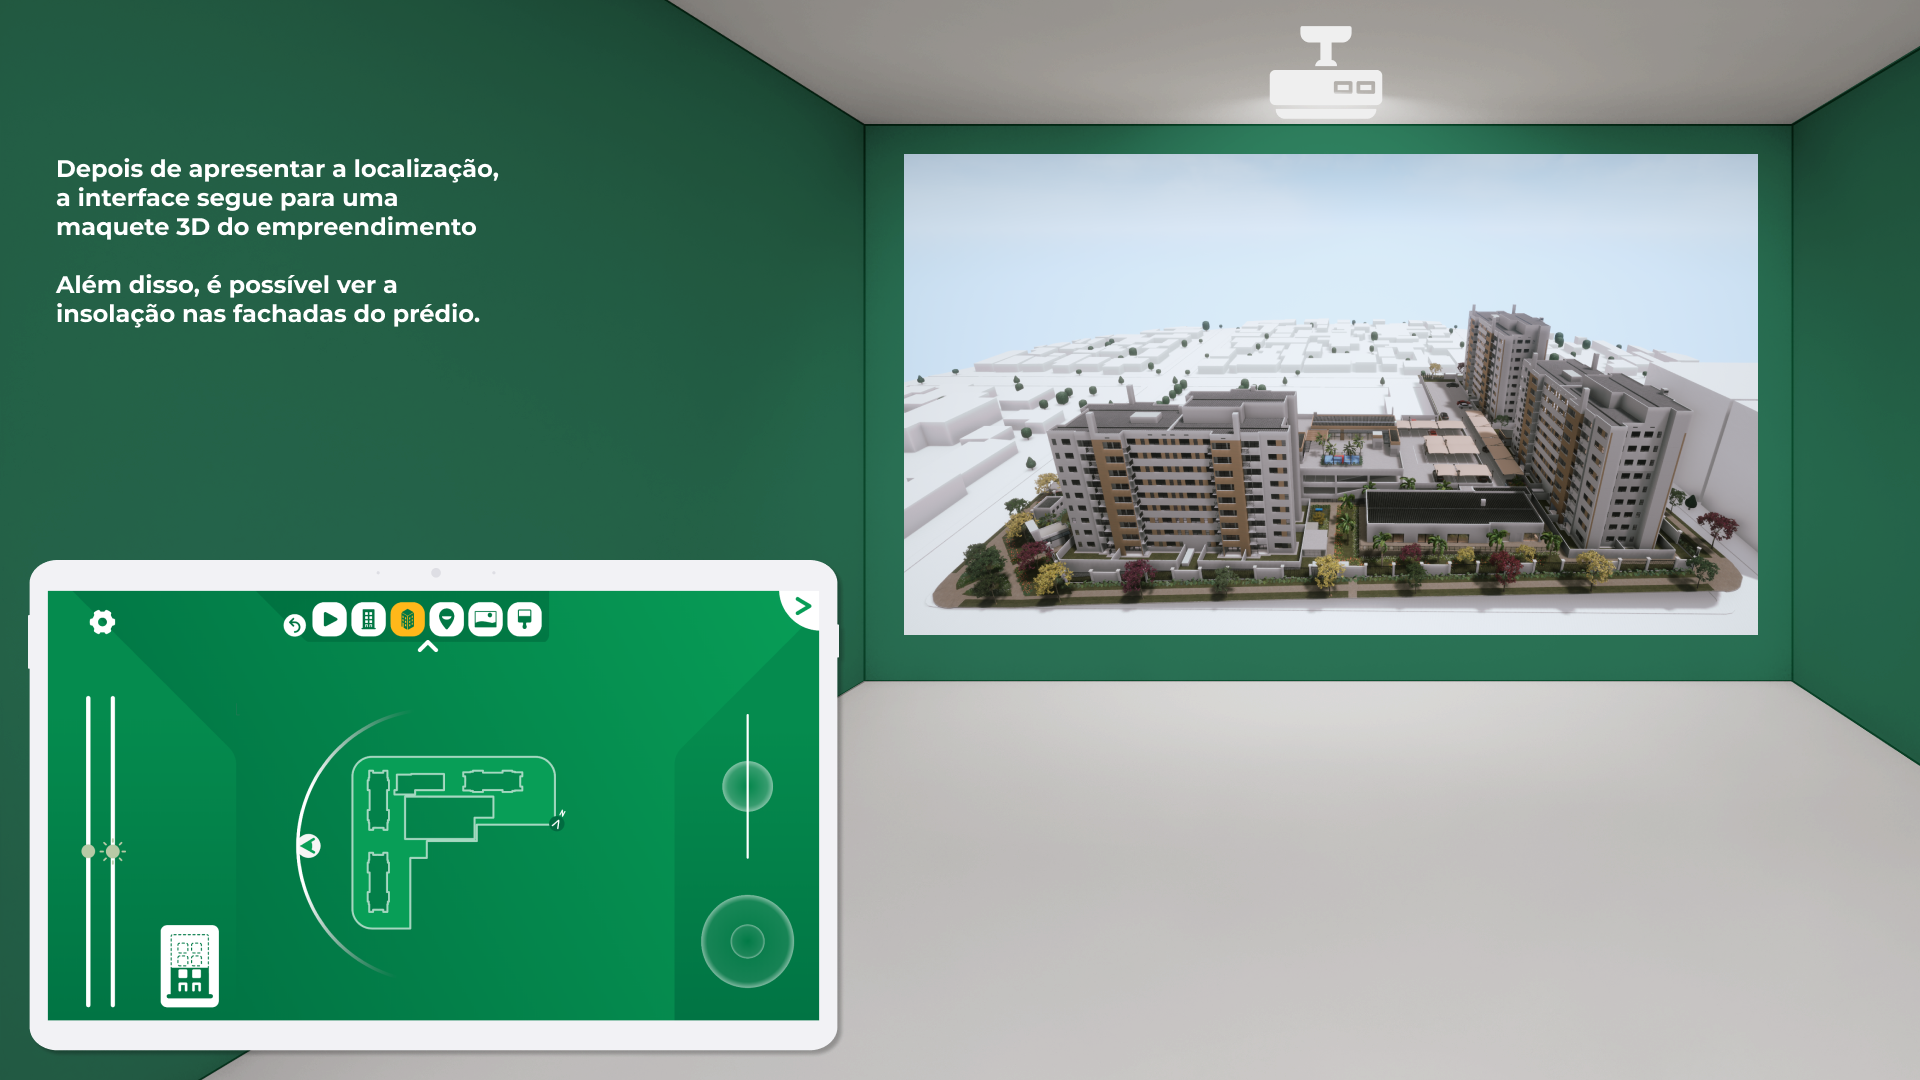 Depois de apresentar a localização,
a interface segue para uma
maquete 3D do empreendimento
Além disso, é possível ver a
insolação nas fachadas do prédio.
N